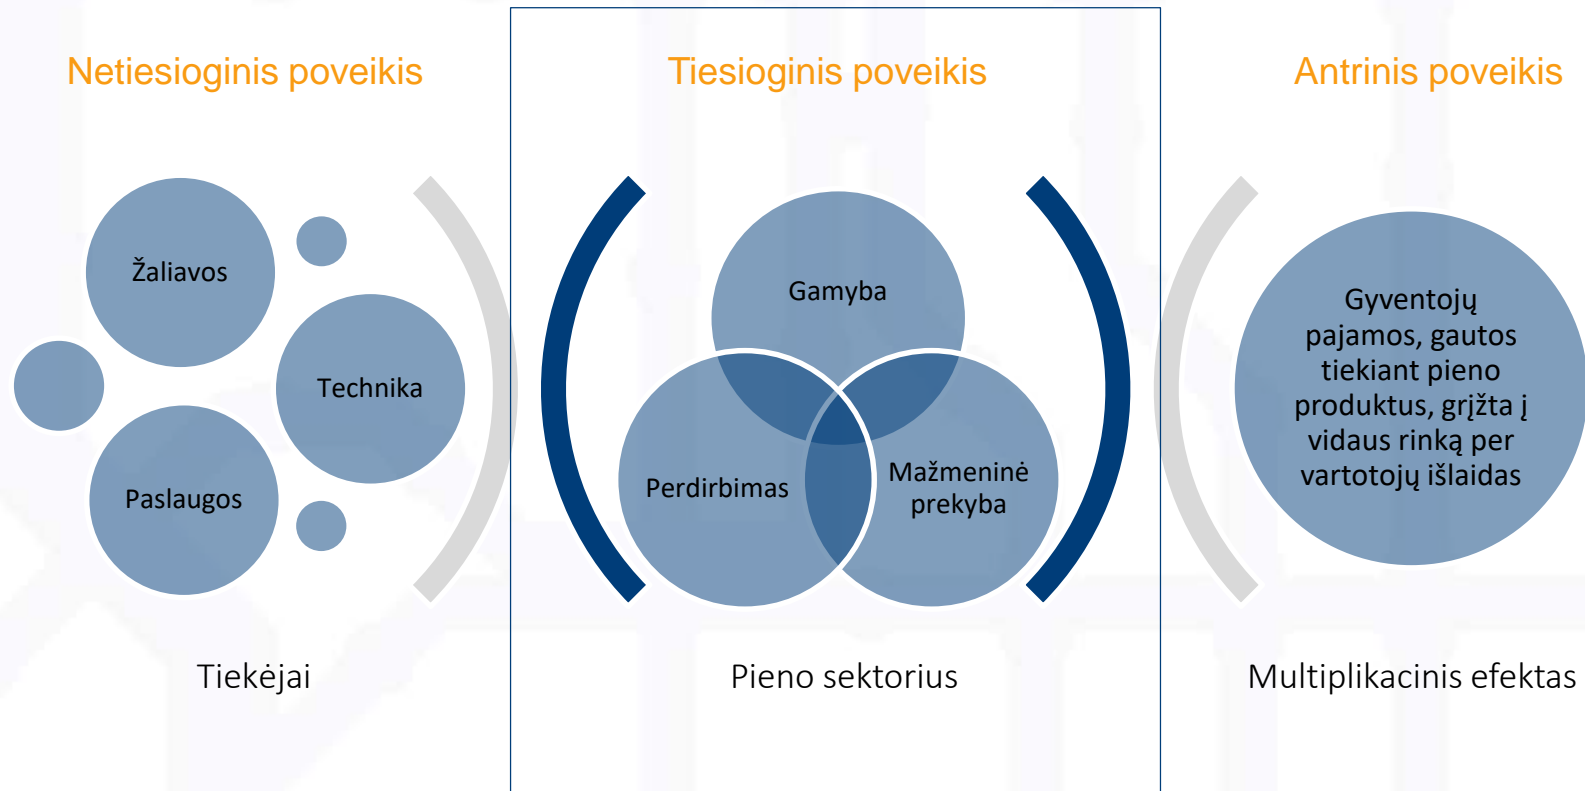 Netiesioginis poveikis
Tiesioginis poveikis
Antrinis poveikis
Žaliavos
Technika
Paslaugos
Gamyba
Perdirbimas
Mažmeninė
prekyba
Gyventojų
pajamos, gautos
tiekiant pieno
produktus, grįžta į
vidaus rinką per
vartotojų išlaidas
Tiekėjai
Pieno sektorius
Multiplikacinis efektas